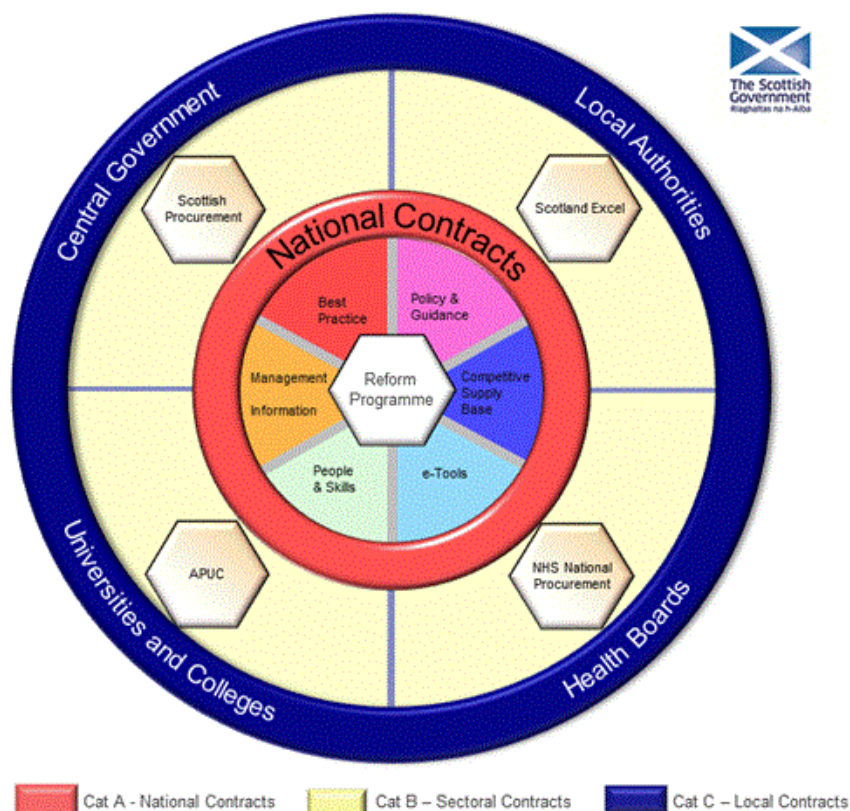 The Scottish
Government
Riaghaltas na h-Alba
Central Government
Local Authorities
Scottish
Procurement
Scotland Excel
National Contracts
Best
Practice
Policy &
Guidance
Management
Information
Reform
Programme
Competitive
Supply
Base
People
& Skills
e-Tools
APUC
NHS National
Procurement
Universities and Colleges
Health Boards
Cat A - National Contracts
Cat B – Sectoral Contracts
Cat C – Local Contracts